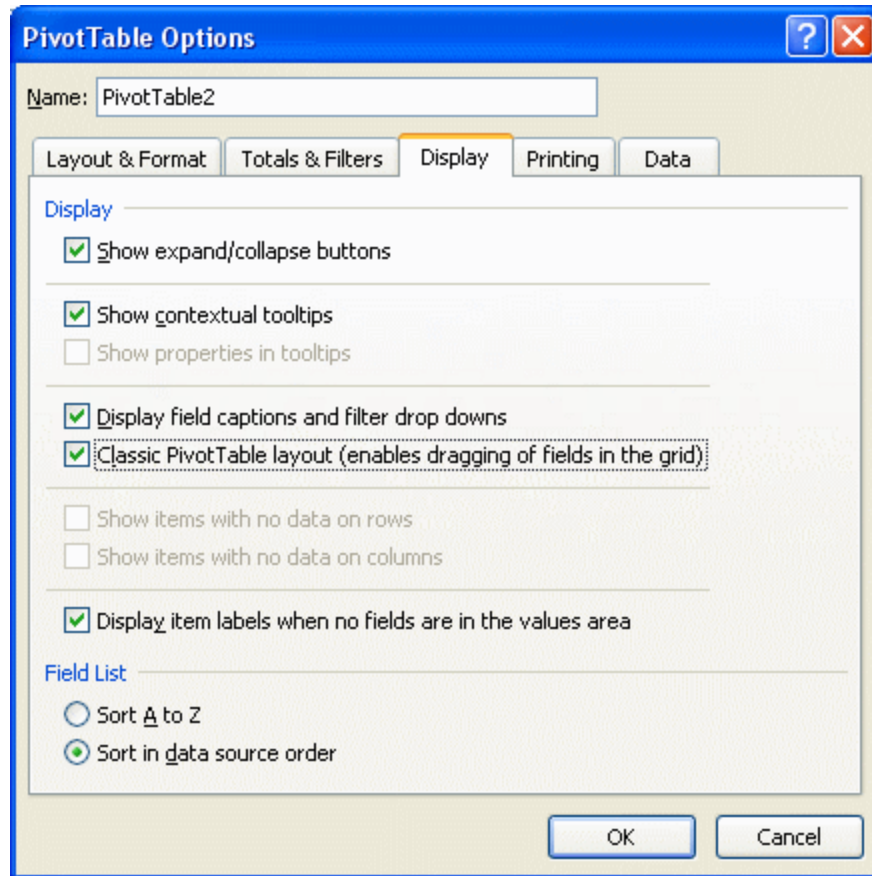 PivotTable Options
Name: PivotTable2
Layout & Format Totals & Filters Display Printing Data
Display
Show expand/collapse buttons
Show contextual tooltips
Show properties in tooltips
Display field captions and filter drop downs
Classic PivotTable layout (enables dragging of fields in the grid)
Show items with no data on rows
Show items with no data on columns
Display item labels when no fields are in the values area
Field List
Sort A to Z
Sort in data source order
OK Cancel